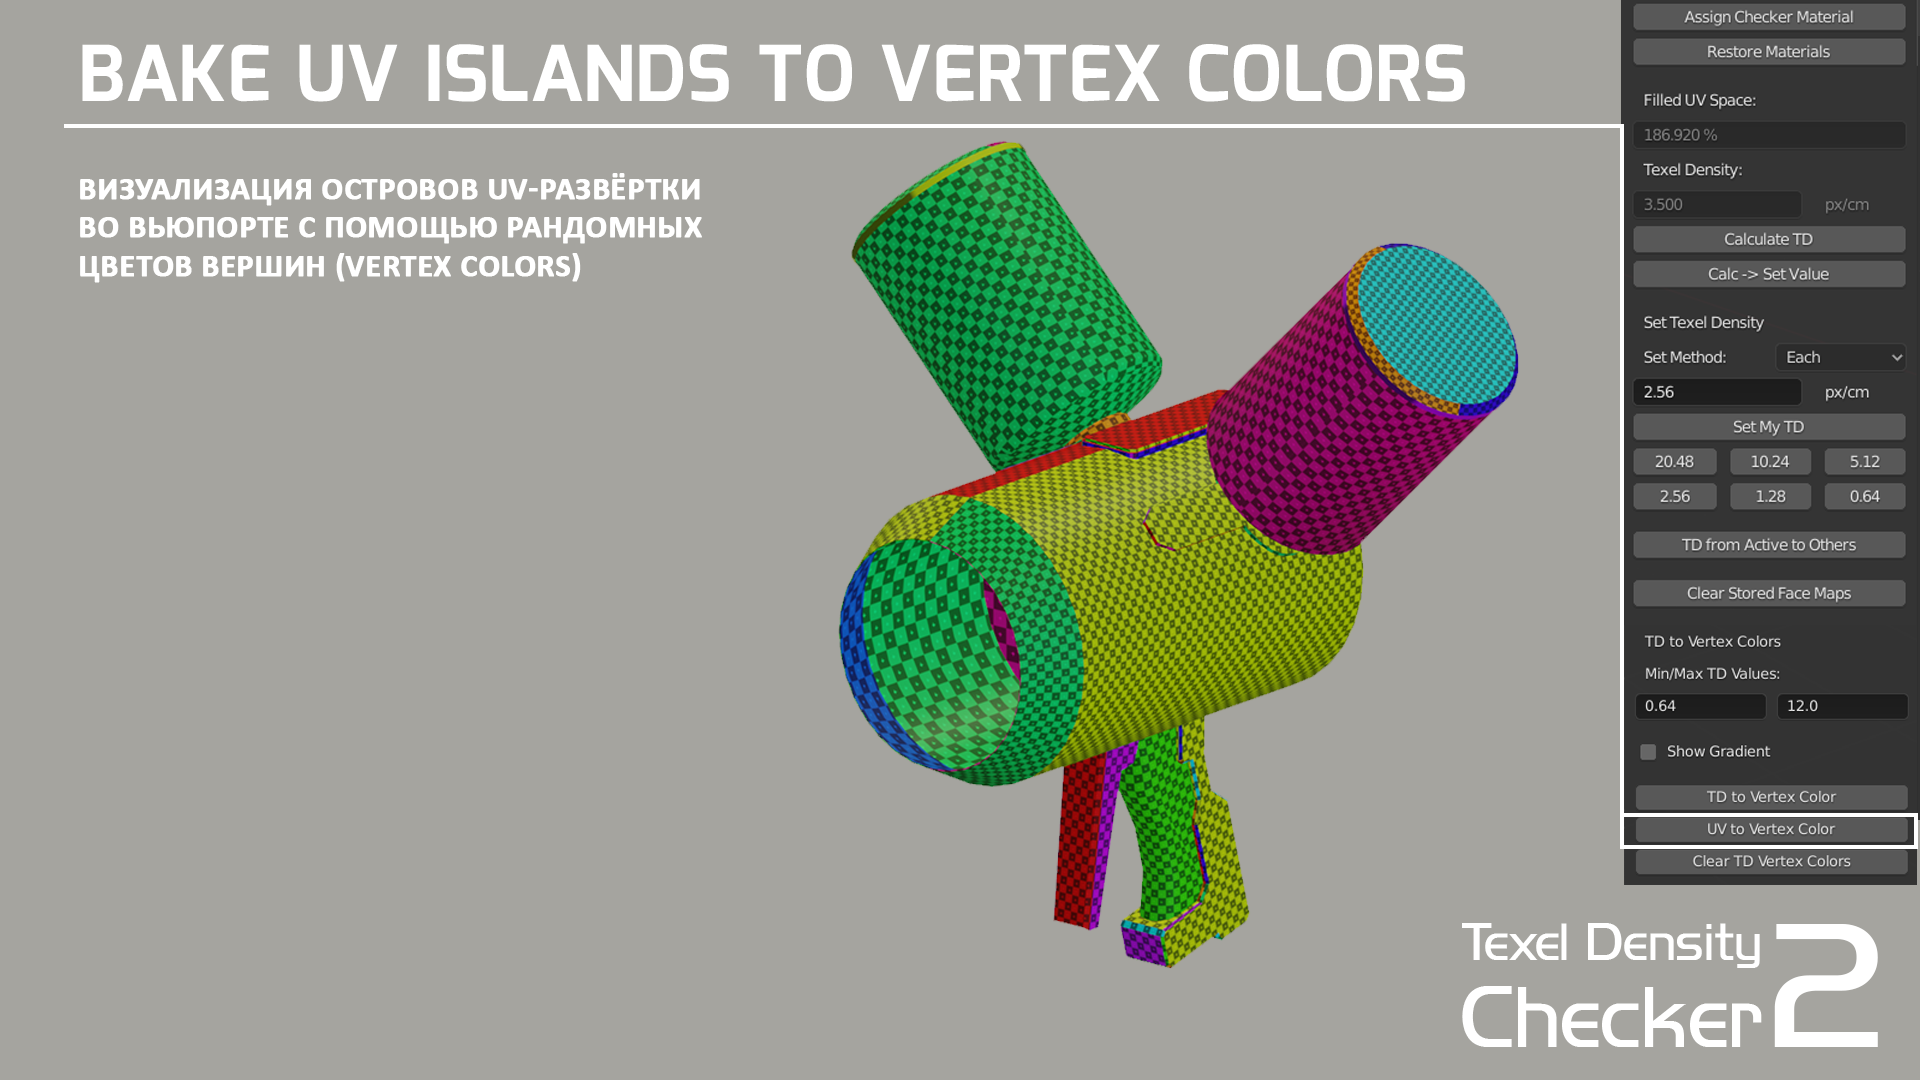 BAKE UV ISLANDS TO VERTEX COLORS
ВИЗУАЛИЗАЦИЯ ОСТРОВОВ UV-РАЗВЁРТКИ
ВО ВЬЮПОРТЕ С ПОМОЩЬЮ РАНДОМНЫХ
ЦВЕТОВ ВЕРШИН (VERTEX COLORS)
Assign Checker Material
Restore Materials
Filled UV Space:
186.920 %
Texel Density:
3.500 px/cm
Calculate TD
Calc -> Set Value
Set Texel Density
Set Method: Each
2.56 px/cm
Set My TD
20.48 10.24 5.12
2.56 1.28 0.64
TD from Active to Others
Clear Stored Face Maps
TD to Vertex Colors
Min/Max TD Values:
0.64 12.0
Show Gradient
TD to Vertex Color
UV to Vertex Color
Clear TD Vertex Colors
Texel Density
Checker 2